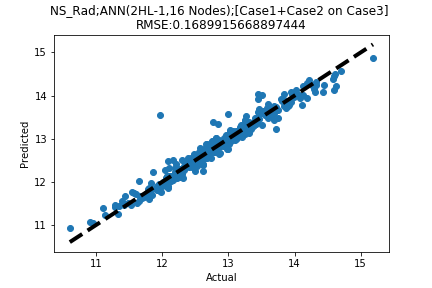 NS_Rad;ANN(2HL-1,16 Nodes);[Case1+Case2 on Case3]
RMSE:0.1689915668897444
15
14
13
12
11
Predicted
11
12
13
14
15
Actual